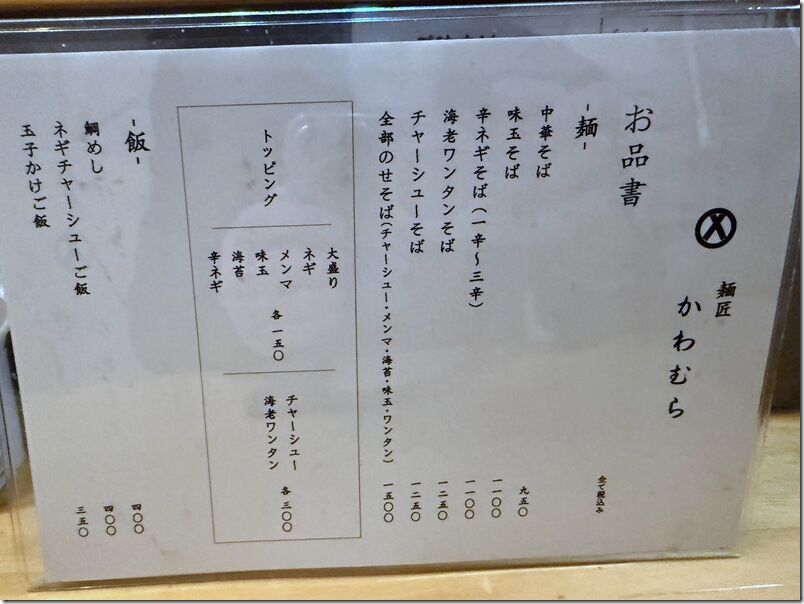 麺匠
かわむら
お品書
全て税込み
-麺-
中華そば 九五〇
味玉そば 一一〇〇
辛ネギそば(一辛〜三辛) 一一〇〇
海老ワンタンそば 一二五〇
チャーシューそば 一二五〇
全部のせそば(チャーシュー・メンマ・海苔・味玉・ワンタン) 一五〇〇
トッピング
大盛り
ネギ
メンマ
味玉
海苔
辛ネギ
各 一五〇
チャーシュー
海老ワンタン
各 三〇〇
-飯-
鯛めし 四〇〇
ネギチャーシューご飯 四〇〇
玉子かけご飯 三五〇